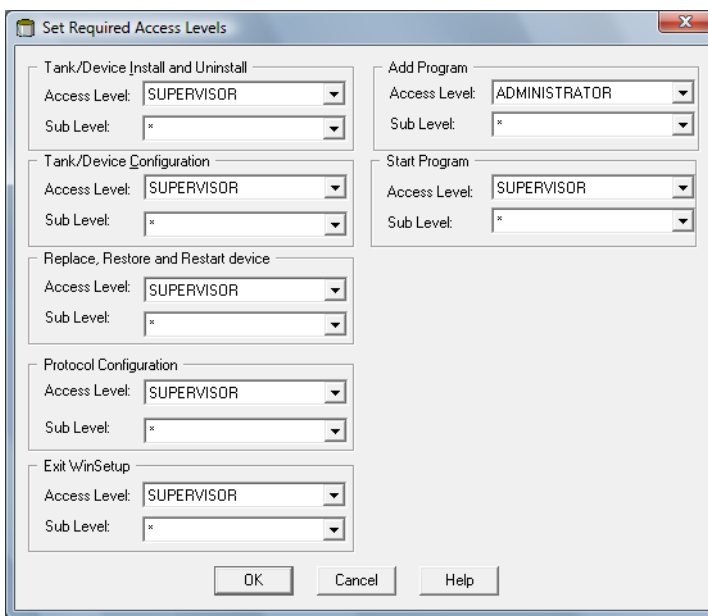 Set Required Access Levels
Tank/Device Install and Uninstall
Access Level: SUPERVISOR
Sub Level: *
Tank/Device Configuration
Access Level: SUPERVISOR
Sub Level: *
Replace, Restore and Restart device
Access Level: SUPERVISOR
Sub Level: *
Protocol Configuration
Access Level: SUPERVISOR
Sub Level: *
Exit WinSetup
Access Level: SUPERVISOR
Sub Level: *
Add Program
Access Level: ADMINISTRATOR
Sub Level: *
Start Program
Access Level: SUPERVISOR
Sub Level: *
OK Cancel Help